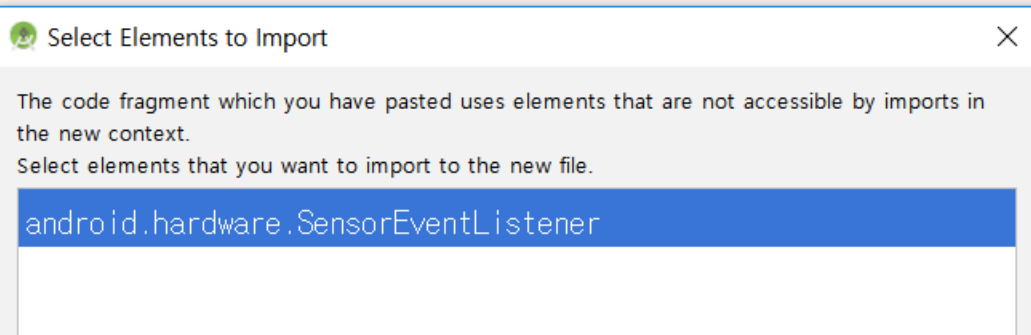 Select Elements to Import
The code fragment which you have pasted uses elements that are not accessible by imports in
the new context.
Select elements that you want to import to the new file.
android.hardware.SensorEventListener